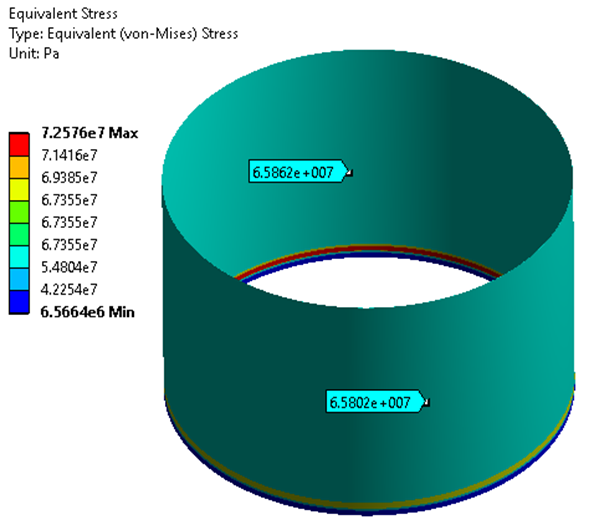 Equivalent Stress
Type: Equivalent (von-Mises) Stress
Unit: Pa
7.2576e7 Max
7.1416e7
6.9385e7
6.7355e7
6.7355e7
6.7355e7
5.4804e7
4.2254e7
6.5664e6 Min
6.5862e+007
6.5802e+007